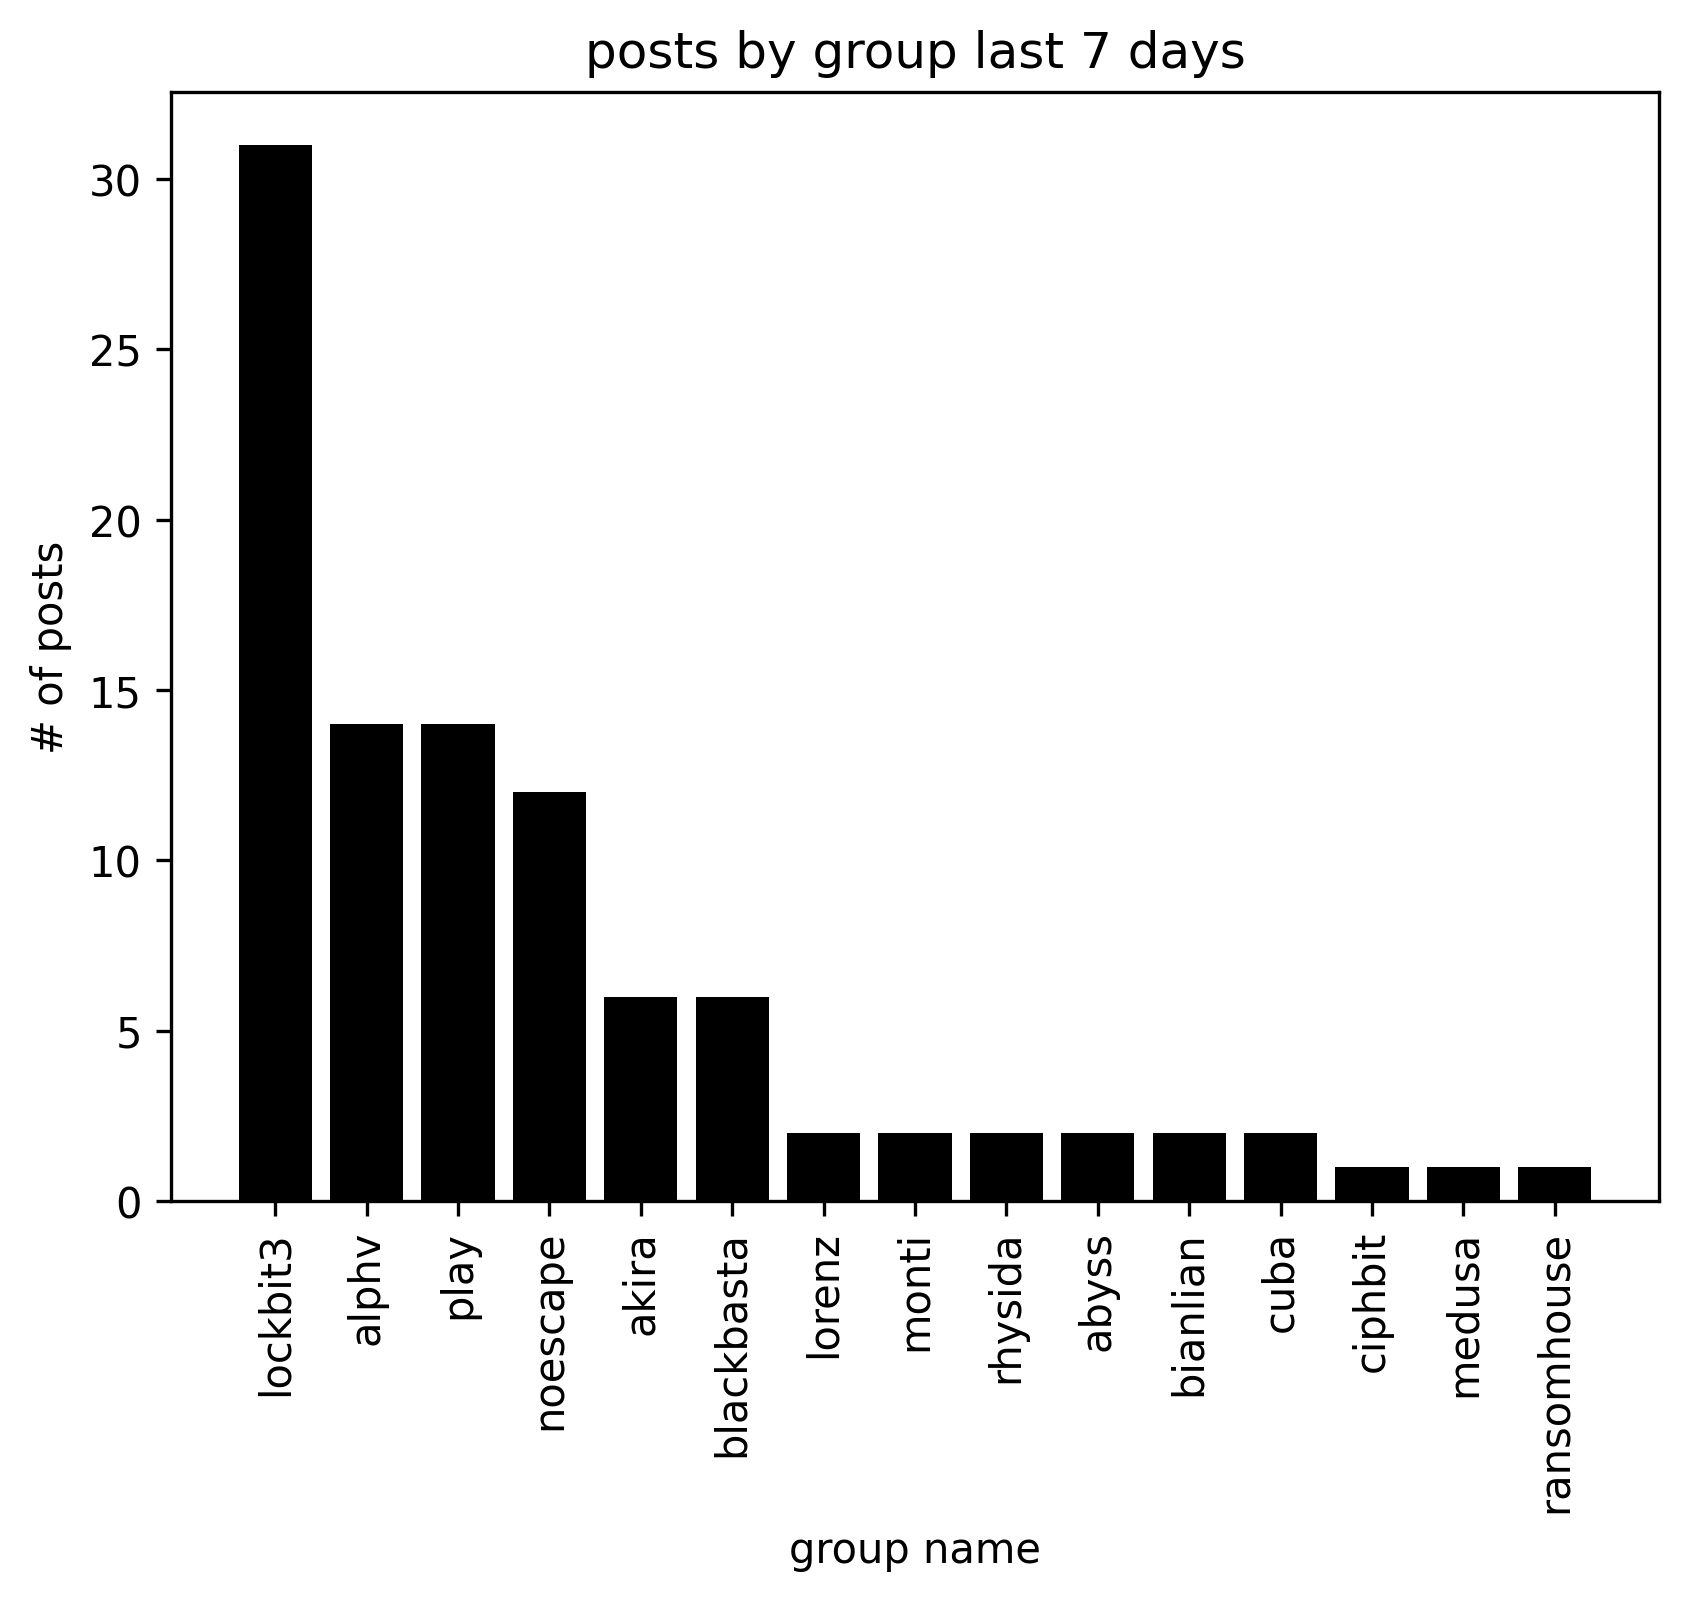 posts by group last 7 days
# of posts
30
25
20
15
10
5
0
lockbit3
alphv
play
noescape
akira
blackbasta
lorenz
monti
rhysida
abyss
bianlian
cuba
ciphbit
medusa
ransomhouse
group name